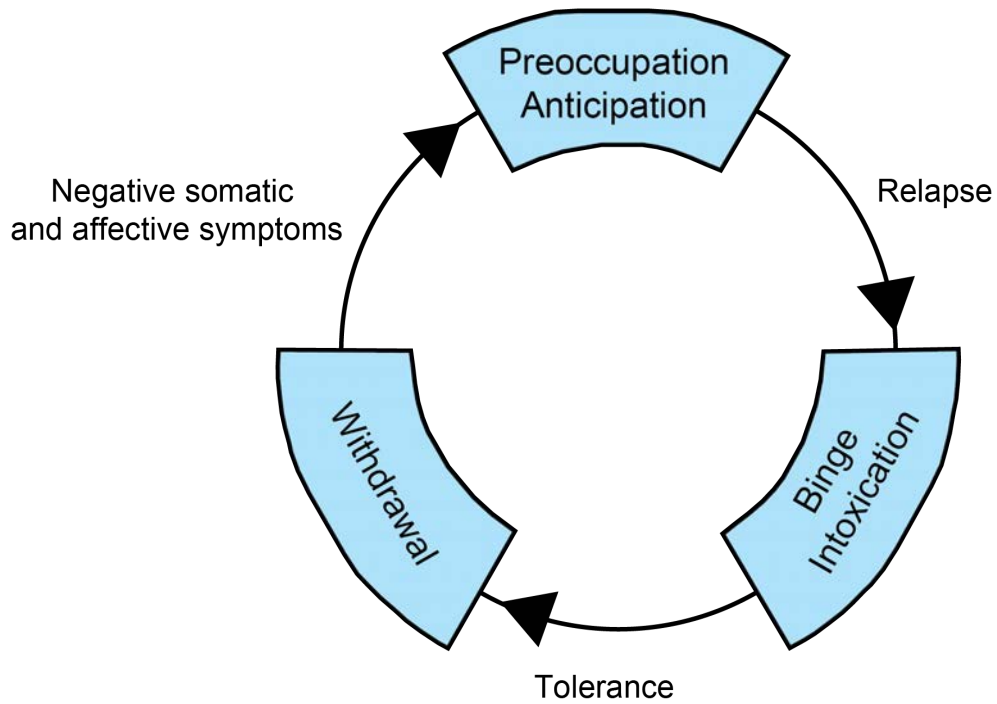 Preoccupation
Anticipation
Negative somatic
and affective symptoms
Relapse
Withdrawal
Binge
Intoxication
Tolerance